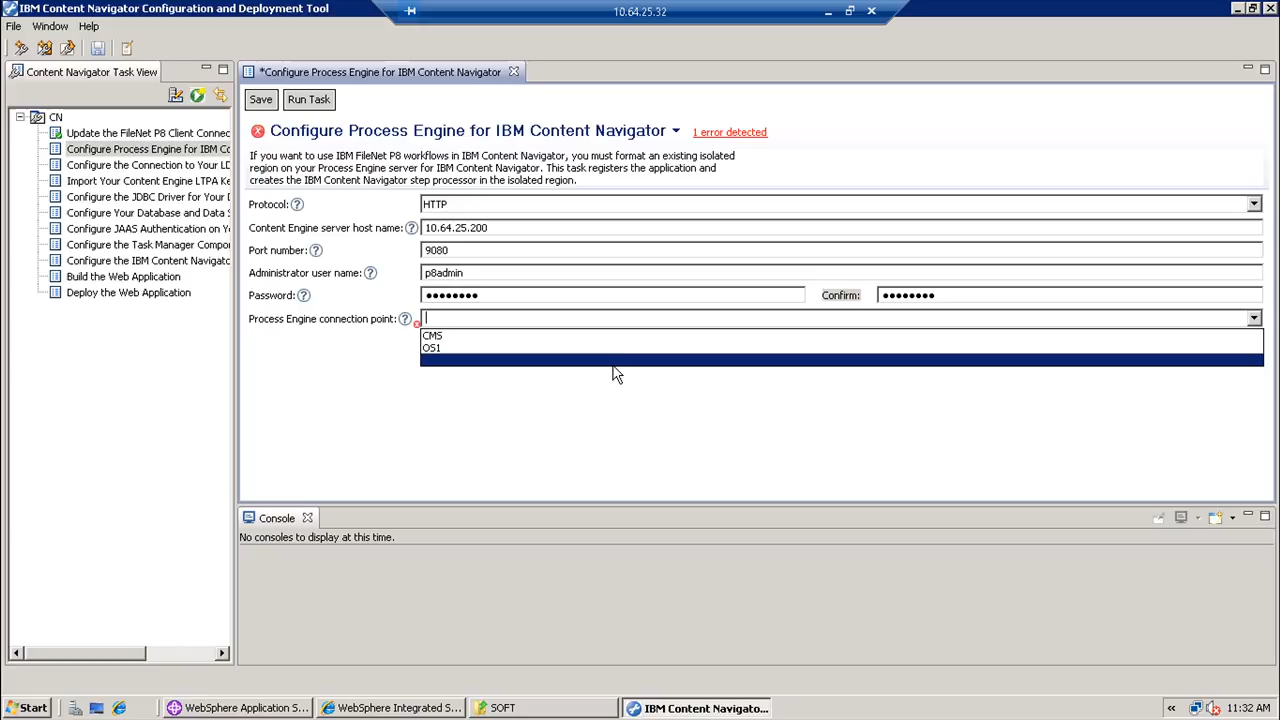 IBM Content Navigator Configuration and Deployment Tool
10.64.25.32
File Window Help
Content Navigator Task View
*Configure Process Engine for IBM Content Navigator
CN
Update the FileNet P8 Client Connec
Configure Process Engine for IBM Co
Configure the Connection to Your LD
Import Your Content Engine LTPA Ke
Configure the JDBC Driver for Your D
Configure Your Database and Data S
Configure JAAS Authentication on Y
Configure the Task Manager Compo
Configure the IBM Content Navigato
Build the Web Application
Deploy the Web Application
Save Run Task
Configure Process Engine for IBM Content Navigator 1 error detected
If you want to use IBM FileNet P8 workflows in IBM Content Navigator, you must format an existing isolated
region on your Process Engine server for IBM Content Navigator. This task registers the application and
creates the IBM Content Navigator step processor in the isolated region.
Protocol: HTTP
Content Engine server host name: 10.64.25.200
Port number: 9080
Administrator user name: p8admin
Password: ●●●●●●●● Confirm: ●●●●●●●●
Process Engine connection point:
CMS
OS1
Console
No consoles to display at this time.
Start WebSphere Application S... WebSphere Integrated S... SOFT IBM Content Navigato... « 11:32 AM